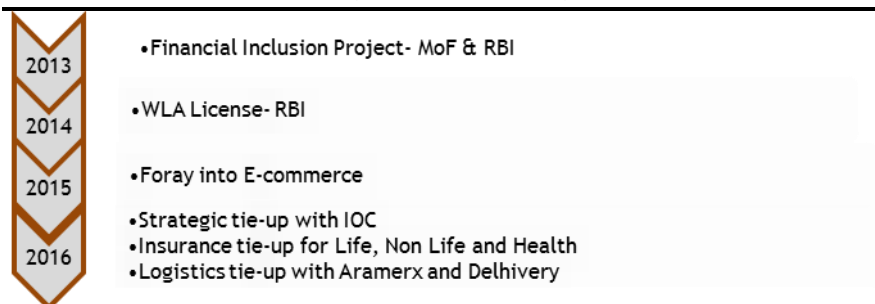 2013
•Financial Inclusion Project- MoF & RBI
2014
•WLA License- RBI
2015
•Foray into E-commerce
2016
•Strategic tie-up with IOC
•Insurance tie-up for Life, Non Life and Health
•Logistics tie-up with Aramerx and Delhivery